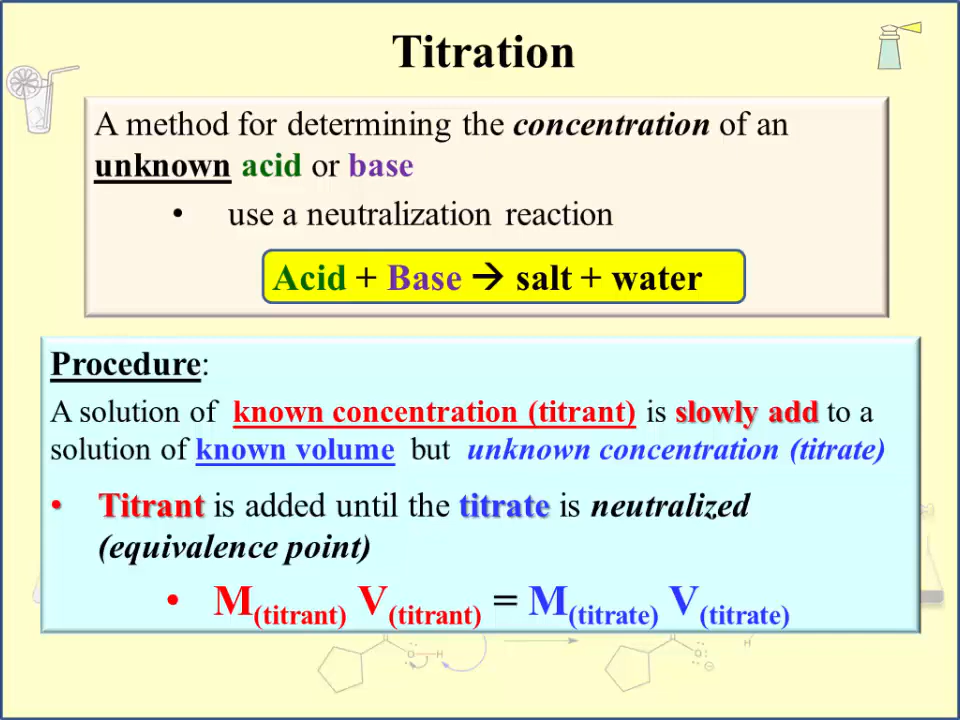 Titration
A method for determining the concentration of an
unknown acid or base
• use a neutralization reaction
Acid + Base → salt + water
Procedure:
A solution of known concentration (titrant) is slowly add to a
solution of known volume but unknown concentration (titrate)
• Titrant is added until the titrate is neutralized
(equivalence point)
• M(titrant) V(titrant) = M(titrate) V(titrate)
O H
O
H